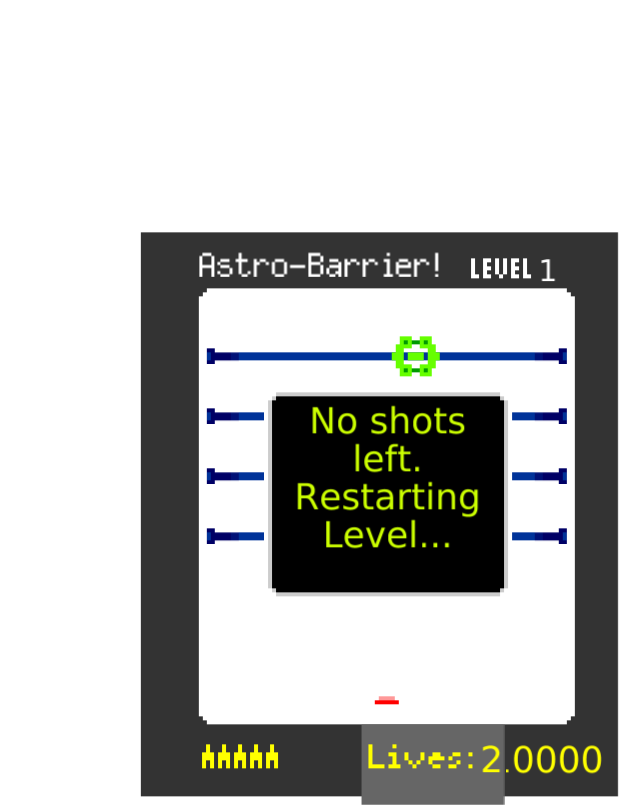 Astro-Barrier! LEVEL 1
No shots
left.
Restarting
Level...
Lives:2.0000